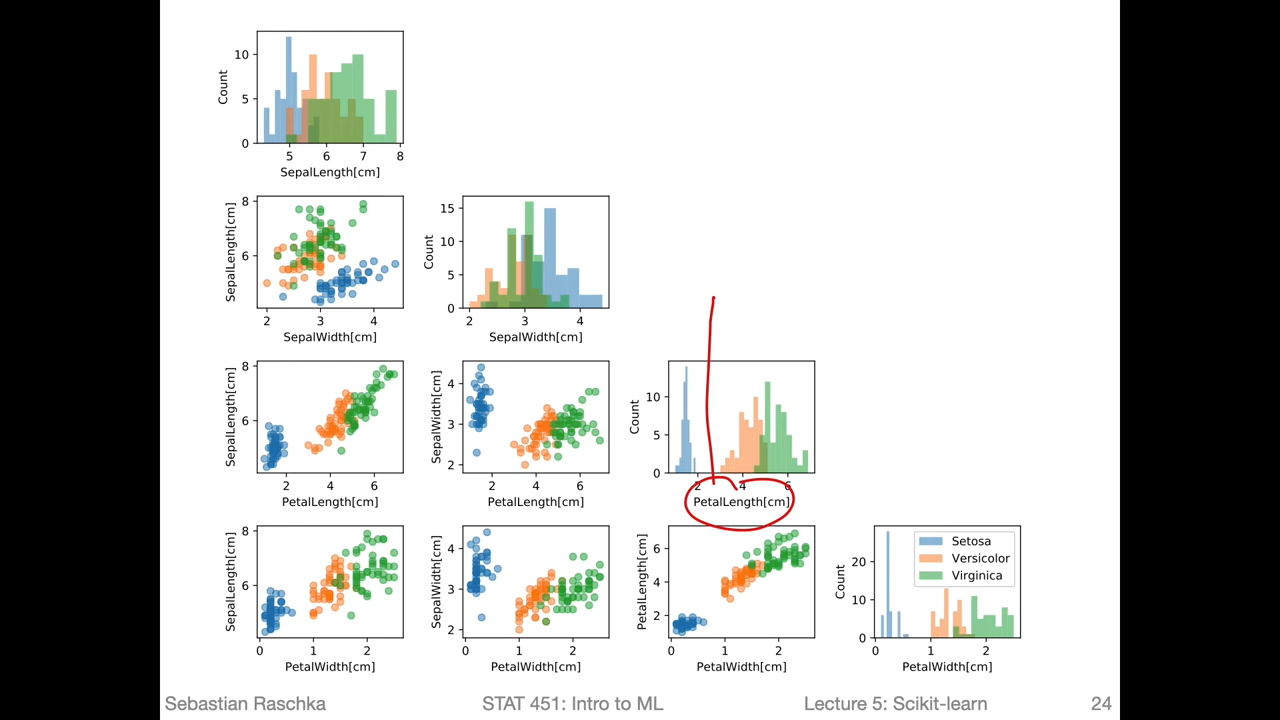 10
5
0
Count
5 6 7 8
SepalLength[cm]
8
6
SepalLength[cm]
2 3 4
SepalWidth[cm]
15
10
5
0
Count
2 3 4
SepalWidth[cm]
8
6
SepalLength[cm]
2 4 6
PetalLength[cm]
4
3
2
SepalWidth[cm]
2 4 6
PetalLength[cm]
10
5
0
Count
2 4 6
PetalLength[cm]
8
6
SepalLength[cm]
0 1 2
PetalWidth[cm]
4
3
2
SepalWidth[cm]
0 1 2
PetalWidth[cm]
6
4
2
PetalLength[cm]
0 1 2
PetalWidth[cm]
20
10
0
Count
Setosa
Versicolor
Virginica
0 1 2
PetalWidth[cm]
Sebastian Raschka STAT 451: Intro to ML Lecture 5: Scikit-learn 24